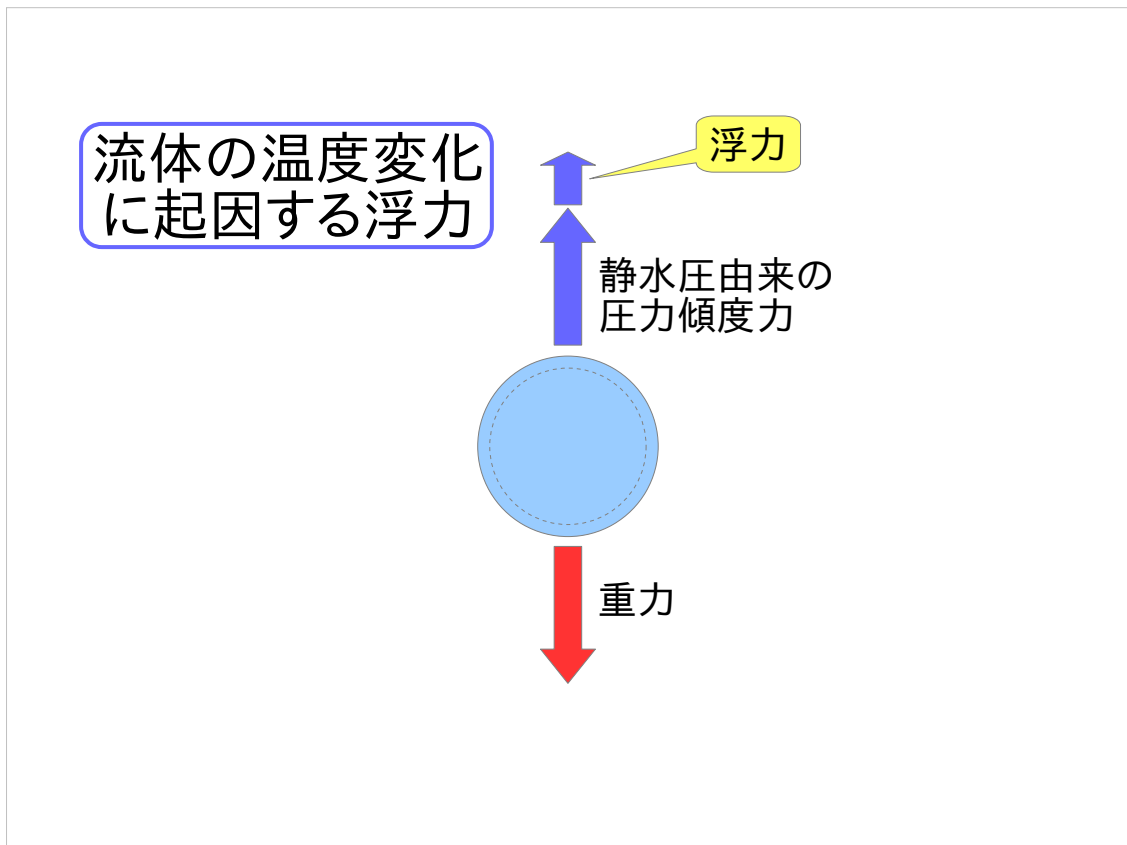 流体の温度変化
に起因する浮力
浮力
静水圧由来の
圧力傾度力
重力